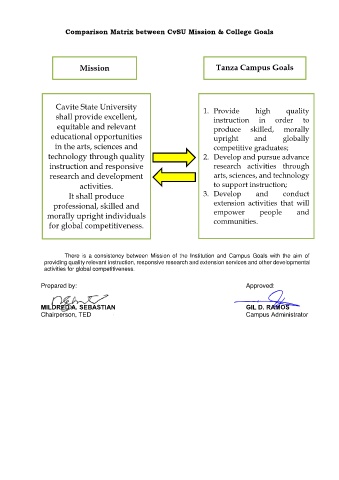 Comparison Matrix between CvSU Mission & College Goals
Mission
Tanza Campus Goals
Cavite State University
shall provide excellent,
equitable and relevant
educational opportunities
in the arts, sciences and
technology through quality
instruction and responsive
research and development
activities.
It shall produce
professional, skilled and
morally upright individuals
for global competitiveness.
1. Provide high quality
instruction in order to
produce skilled, morally
upright and globally
competitive graduates;
2. Develop and pursue advance
research activities through
arts, sciences, and technology
to support instruction;
3. Develop and conduct
extension activities that will
empower people and
communities.
There is a consistency between Mission of the Institution and Campus Goals with the aim of
providing quality relevant instruction, responsive research and extension services and other developmental
activities for global competitiveness.
Prepared by:
Approved:
MILDRED A. SEBASTIAN
GIL D. RAMOS
Chairperson, TED
Campus Administrator